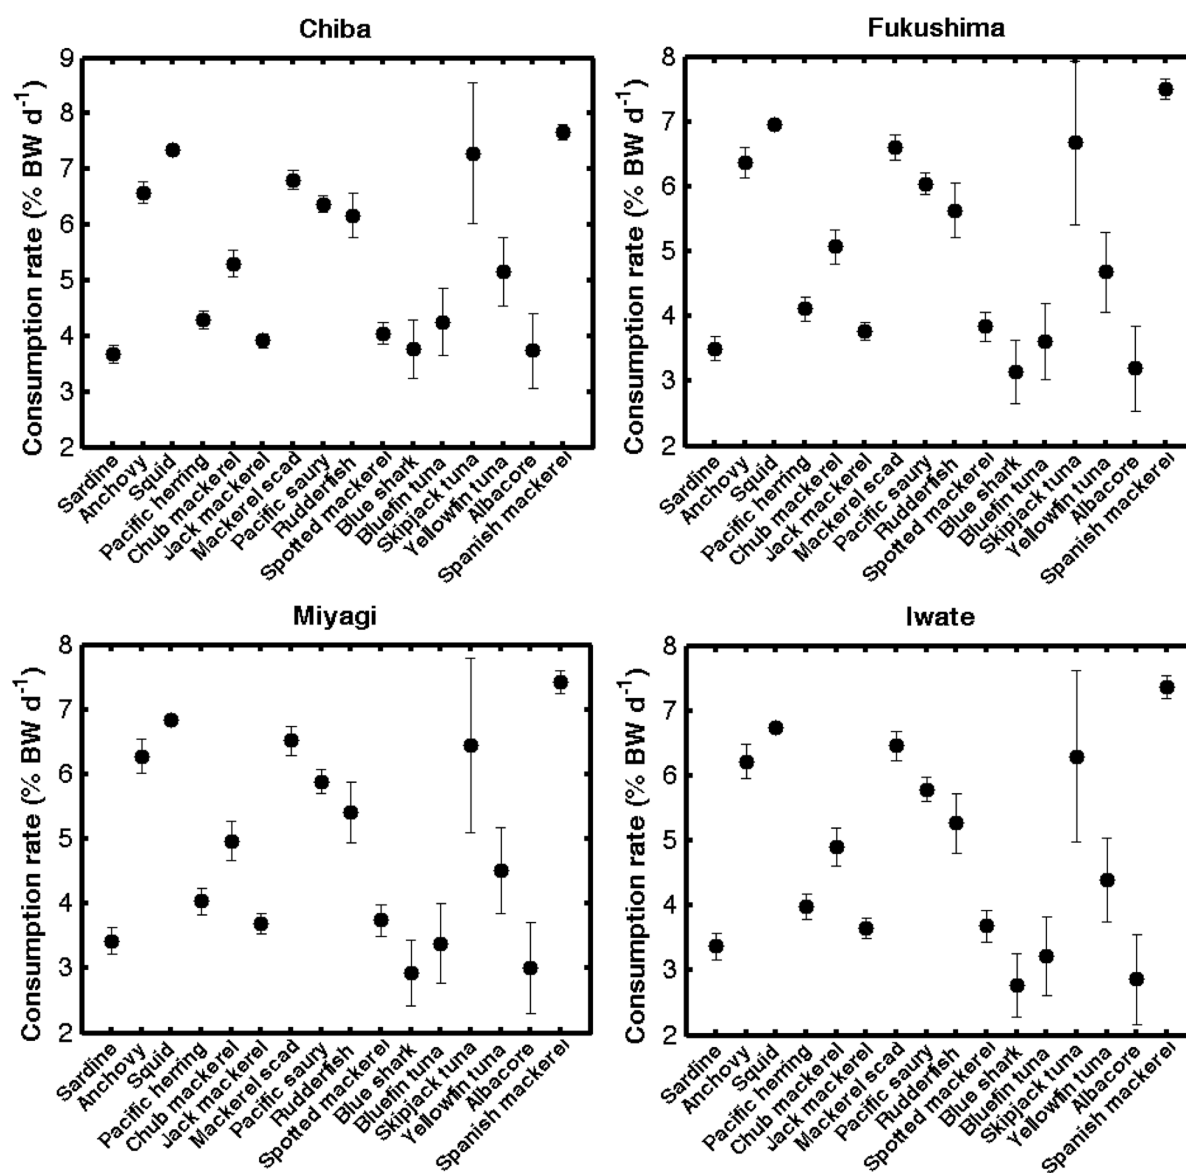 Chiba
Consumption rate (% BW d⁻¹)
9
8
7
6
5
4
3
2
Sardine
Anchovy
Squid
Pacific herring
Chub mackerel
Jack mackerel
Mackerel scad
Pacific saury
Rudderfish
Spotted mackerel
Blue shark
Bluefin tuna
Skipjack tuna
Yellowfin tuna
Albacore
Spanish mackerel
Fukushima
Consumption rate (% BW d⁻¹)
8
7
6
5
4
3
2
Sardine
Anchovy
Squid
Pacific herring
Chub mackerel
Jack mackerel
Mackerel scad
Pacific saury
Rudderfish
Spotted mackerel
Blue shark
Bluefin tuna
Skipjack tuna
Yellowfin tuna
Albacore
Spanish mackerel
Miyagi
Consumption rate (% BW d⁻¹)
8
7
6
5
4
3
2
Sardine
Anchovy
Squid
Pacific herring
Chub mackerel
Jack mackerel
Mackerel scad
Pacific saury
Rudderfish
Spotted mackerel
Blue shark
Bluefin tuna
Skipjack tuna
Yellowfin tuna
Albacore
Spanish mackerel
Iwate
Consumption rate (% BW d⁻¹)
8
7
6
5
4
3
2
Sardine
Anchovy
Squid
Pacific herring
Chub mackerel
Jack mackerel
Mackerel scad
Pacific saury
Rudderfish
Spotted mackerel
Blue shark
Bluefin tuna
Skipjack tuna
Yellowfin tuna
Albacore
Spanish mackerel